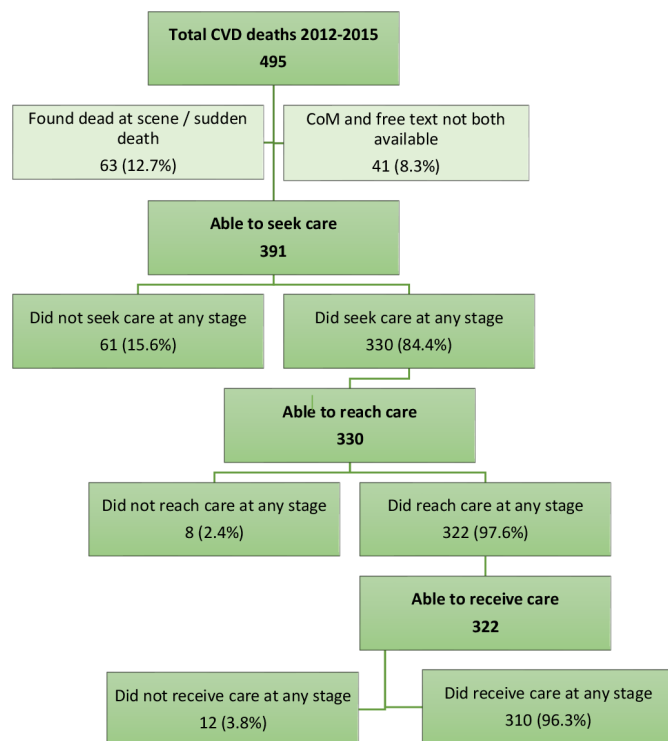 Total CVD deaths 2012-2015
495
Found dead at scene / sudden
death
63 (12.7%)
CoM and free text not both
available
41 (8.3%)
Able to seek care
391
Did not seek care at any stage
61 (15.6%)
Did seek care at any stage
330 (84.4%)
Able to reach care
330
Did not reach care at any stage
8 (2.4%)
Did reach care at any stage
322 (97.6%)
Able to receive care
322
Did not receive care at any stage
12 (3.8%)
Did receive care at any stage
310 (96.3%)